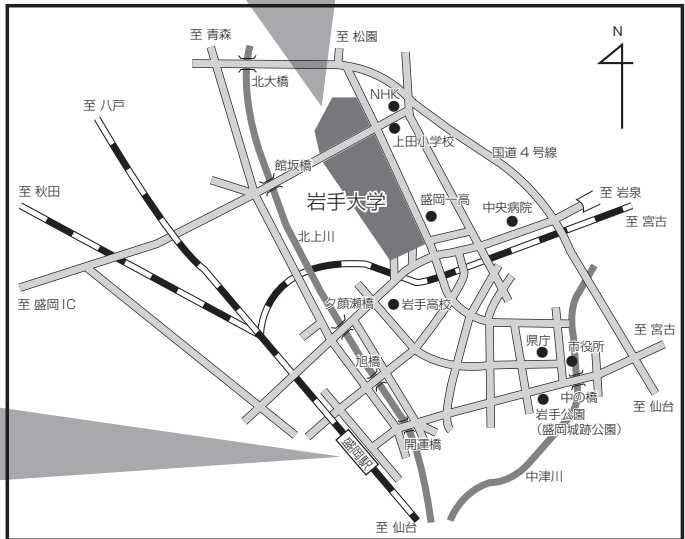 至 青森
至 松園
N
北大橋
NHK
至 八戸
上田小学校
国道４号線
館坂橋
至 秋田
岩手大学
盛岡一高
中央病院
至 岩泉
至 宮古
北上川
至 盛岡IC
夕顔瀬橋
岩手高校
至 宮古
県庁
市役所
旭橋
中の橋
至 仙台
岩手公園
（盛岡城跡公園）
開運橋
盛岡駅
中津川
至 仙台